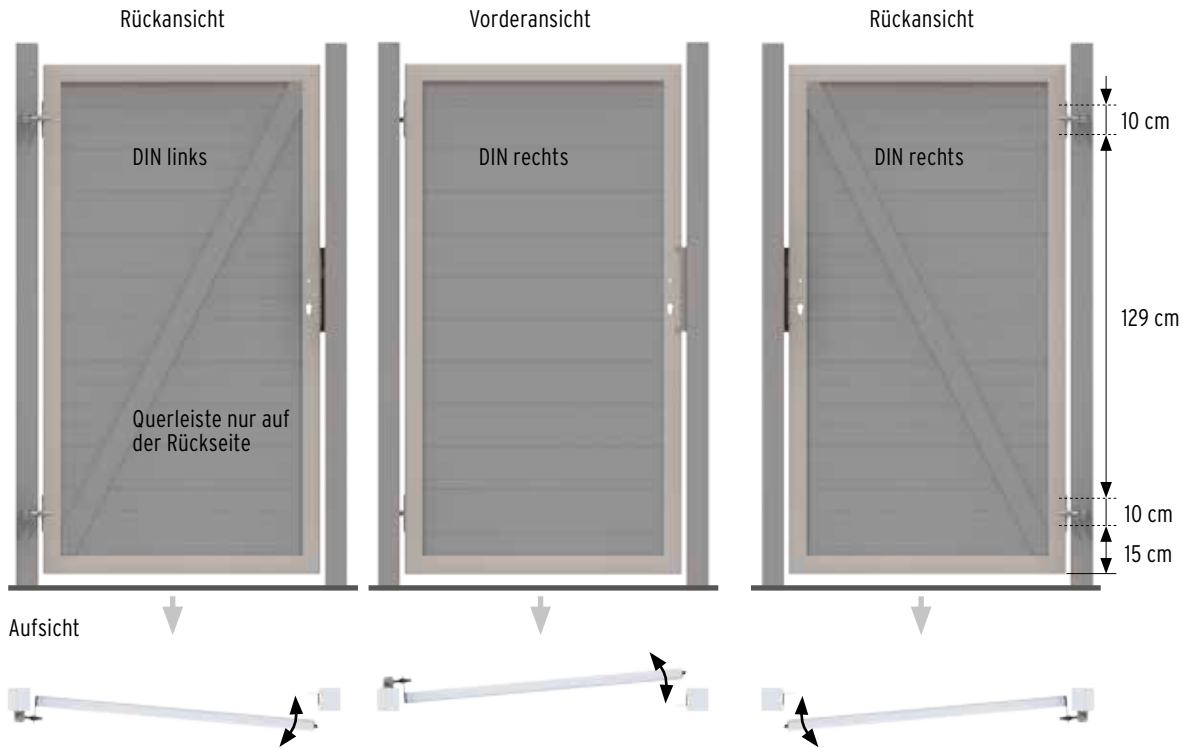 Rückansicht
Vorderansicht
Rückansicht
DIN links
DIN rechts
DIN rechts
10 cm
129 cm
Querleiste nur auf
der Rückseite
10 cm
15 cm
Aufsicht